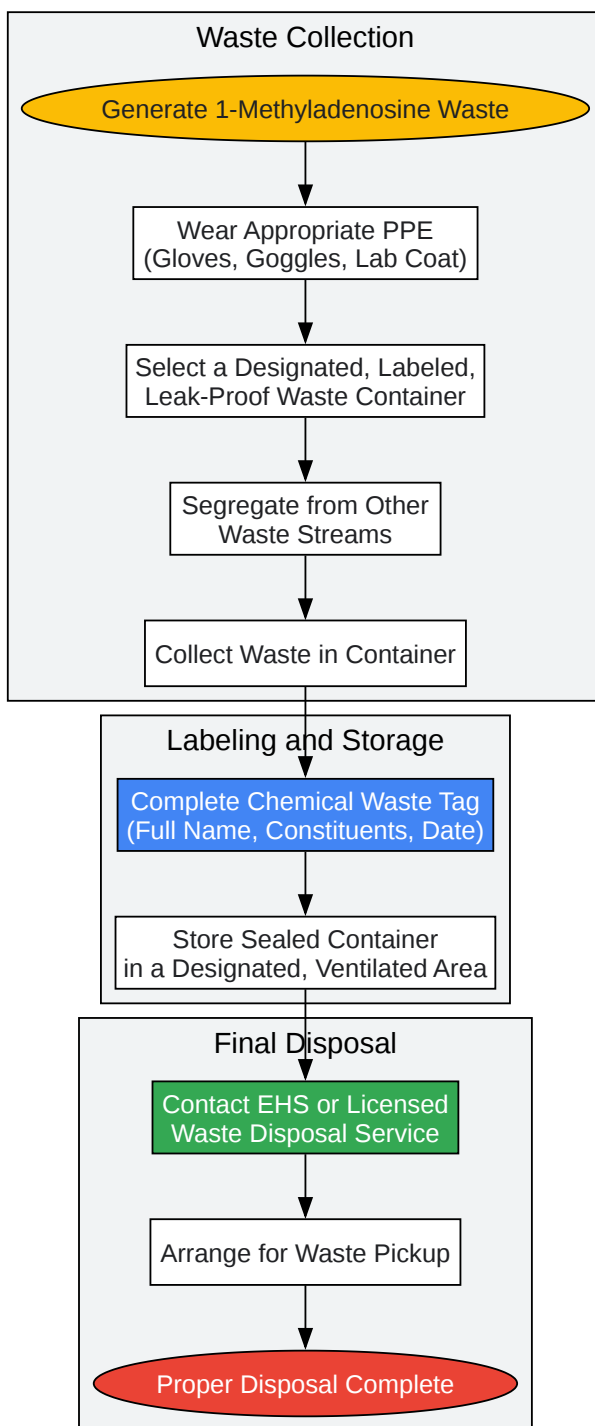 Waste Collection
Generate 1-Methyladenosine Waste
Wear Appropriate PPE
(Gloves, Goggles, Lab Coat)
Select a Designated, Labeled,
Leak-Proof Waste Container
Segregate from Other
Waste Streams
Collect Waste in Container
Labeling and Storage
Complete Chemical Waste Tag
(Full Name, Constituents, Date)
Store Sealed Container
in a Designated, Ventilated Area
Final Disposal
Contact EHS or Licensed
Waste Disposal Service
Arrange for Waste Pickup
Proper Disposal Complete